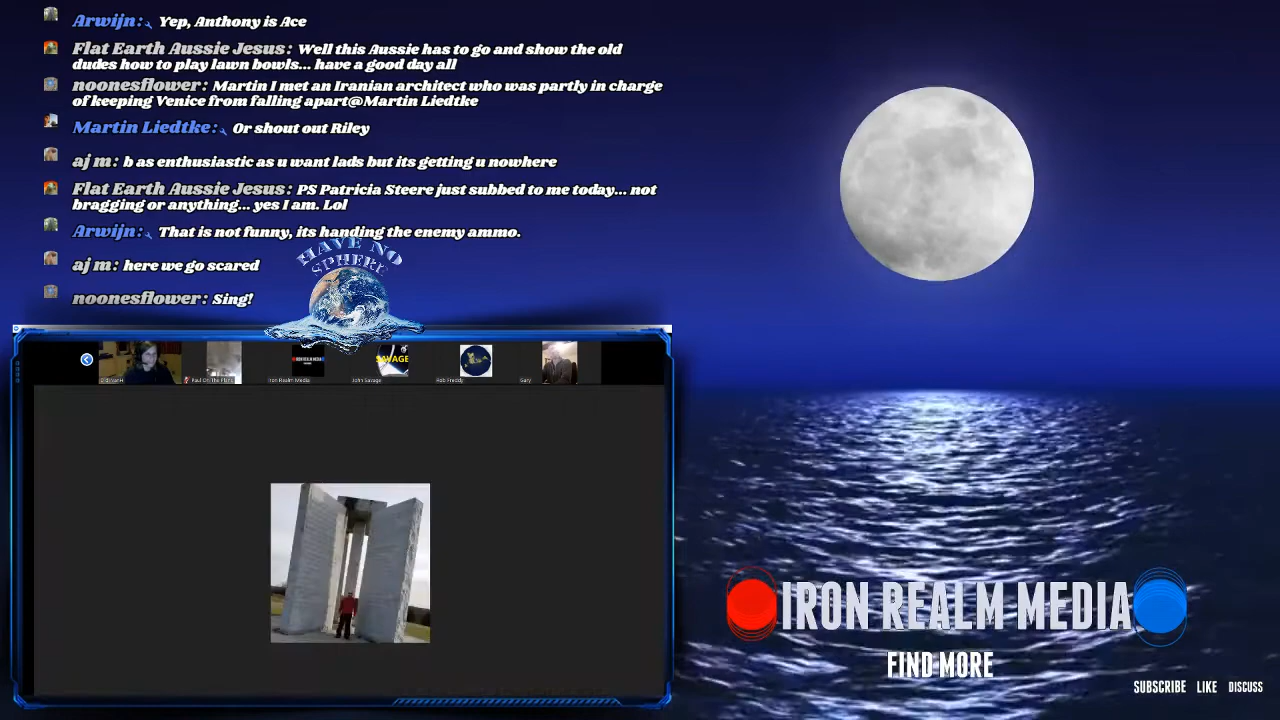 Arwijn: Yep, Anthony is Ace
Flat Earth Aussie Jesus: Well this Aussie has to go and show the old
dudes how to play lawn bowls... have a good day all
noonesflower: Martin I met an Iranian architect who was partly in charge
of keeping Venice from falling apart@Martin Liedtke
Martin Liedtke: Or shout out Riley
aj m: b as enthusiastic as u want lads but its getting u nowhere
Flat Earth Aussie Jesus: PS Patricia Steere just subbed to me today... not
bragging or anything... yes I am. Lol
Arwijn: That is not funny, its handing the enemy ammo.
aj m: here we go scared
noonesflower: Sing!
HAVE NO
SPHERE
IRON REALM MEDIA
SAVAGE
Paul On The Plane
Iron Realm Media
John Savage
Rob Freddy
Gary
IRON REALM MEDIA
FIND MORE
SUBSCRIBE LIKE DISCUSS